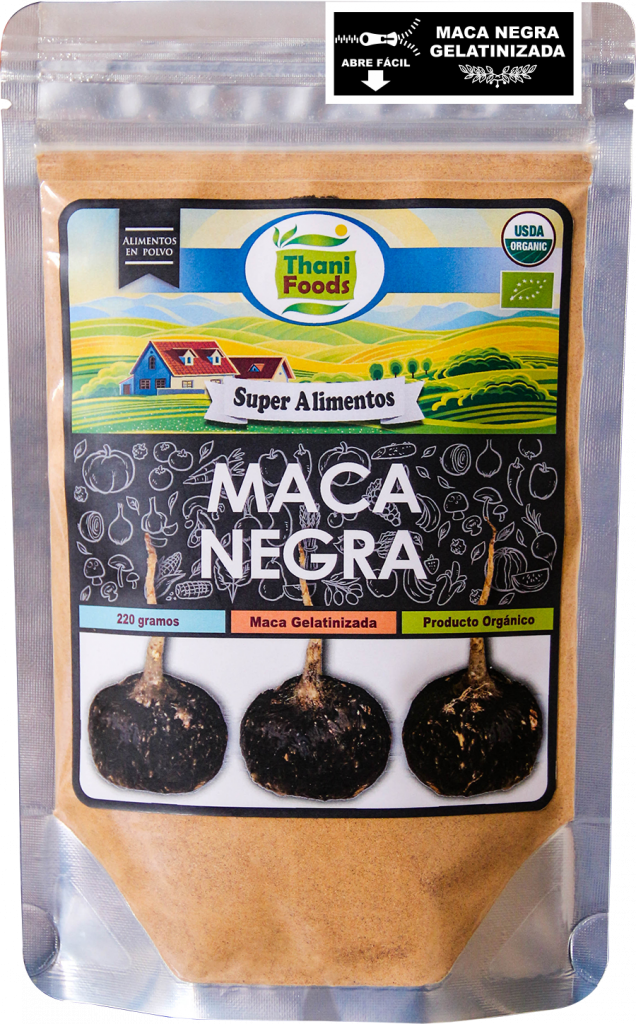 MACA NEGRA
GELATINIZADA
ABRE FÁCIL
ALIMENTOS
EN POLVO
Thani
Foods
USDA
ORGANIC
Super Alimentos
MACA
NEGRA
220 gramos
Maca Gelatinizada
Producto Orgánico